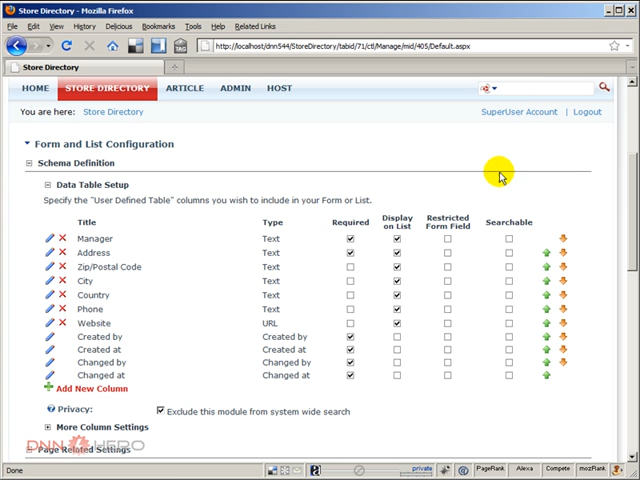 Store Directory - Mozilla Firefox
File Edit View History Delicious Bookmarks Tools Help Related Links
http://localhost/dnn544/StoreDirectory/tabid/71/ctl/Manage/mid/405/Default.aspx
TAG
Store Directory
HOME STORE DIRECTORY ARTICLE ADMIN HOST
You are here: Store Directory SuperUser Account | Logout
Form and List Configuration
Schema Definition
Data Table Setup
Specify the "User Defined Table" columns you wish to include in your Form or List.
Title Type Required Display on List Restricted Form Field Searchable
Manager Text
Address Text
Zip/Postal Code Text
City Text
Country Text
Phone Text
Website URL
Created by Created by
Created at Created at
Changed by Changed by
Changed at Changed at
Add New Column
Privacy: Exclude this module from system wide search
More Column Settings
DNN HERO
Page Related Settings
Done private PageRank Alexa Compete mozRank